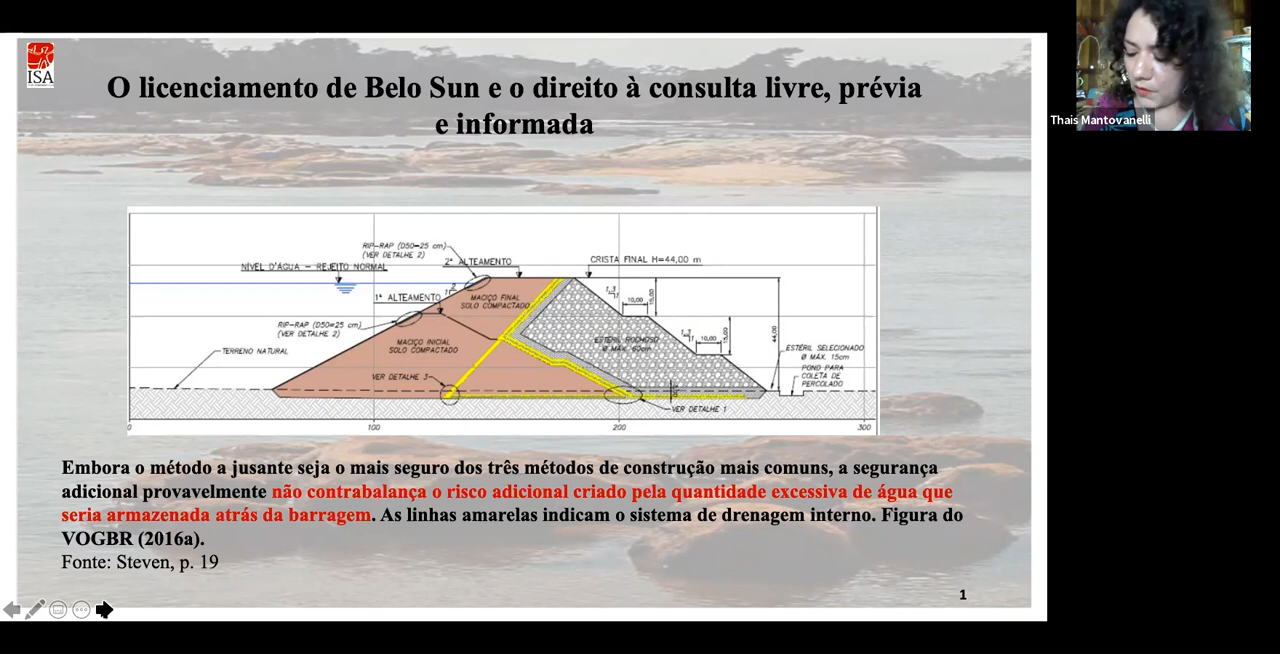 ISA
O licenciamento de Belo Sun e o direito à consulta livre, prévia
e informada
Thais Mantovanelli
RIP-RAP (D50=25 cm)
(VER DETALHE 2)
NÍVEL D'ÁGUA - REJEITO NORMAL
2º ALTEAMENTO
CRISTA FINAL H=44,00 m
1º ALTEAMENTO
MACIÇO FINAL
SOLO COMPACTADO
10,00
RIP-RAP (D50=25 cm)
(VER DETALHE 2)
MACIÇO INICIAL
SOLO COMPACTADO
ESTÉRIL ROCHOSO
Ø MÁX. 60cm
10,00
44,00
TERRENO NATURAL
ESTÉRIL SELECIONADO
Ø MÁX. 15cm
VER DETALHE 3
POND PARA
COLETA DE
PERCOLADO
VER DETALHE 1
0
100
200
300
Embora o método a jusante seja o mais seguro dos três métodos de construção mais comuns, a segurança
adicional provavelmente não contrabalança o risco adicional criado pela quantidade excessiva de água que
seria armazenada atrás da barragem. As linhas amarelas indicam o sistema de drenagem interno. Figura do
VOGBR (2016a).
Fonte: Steven, p. 19
1